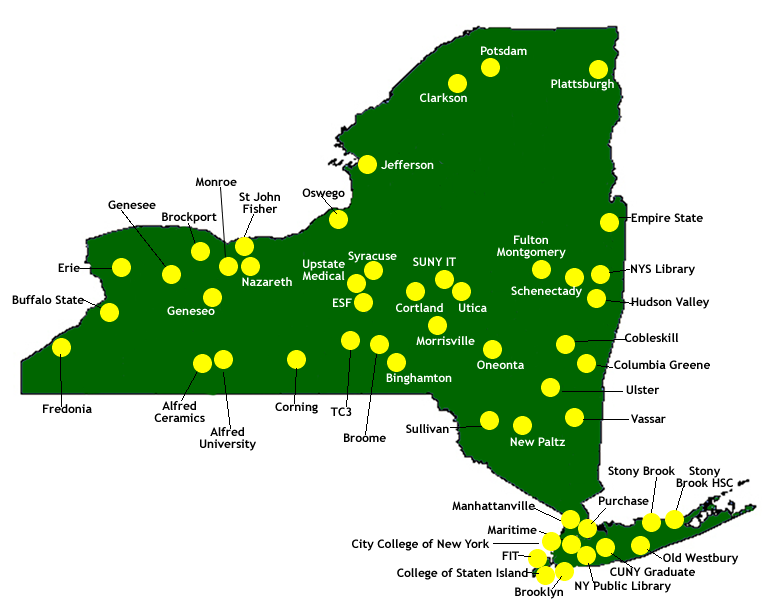 Potsdam
Clarkson
Plattsburgh
Jefferson
Monroe
Genesee
St John
Fisher
Oswego
Brockport
Empire State
Fulton
Montgomery
Erie
Nazareth
Upstate
Medical
Syracuse
SUNY IT
NYS Library
Schenectady
Buffalo State
Geneseo
ESF
Cortland
Utica
Hudson Valley
Morrisville
Cobleskill
Oneonta
Columbia Greene
Binghamton
Ulster
Fredonia
Alfred
Ceramics
Corning
TC3
Alfred
University
Broome
Sullivan
New Paltz
Vassar
Stony Brook
Stony
Brook HSC
Manhattanville
Purchase
Maritime
City College of New York
FIT
Old Westbury
College of Staten Island
CUNY Graduate
NY Public Library
Brooklyn